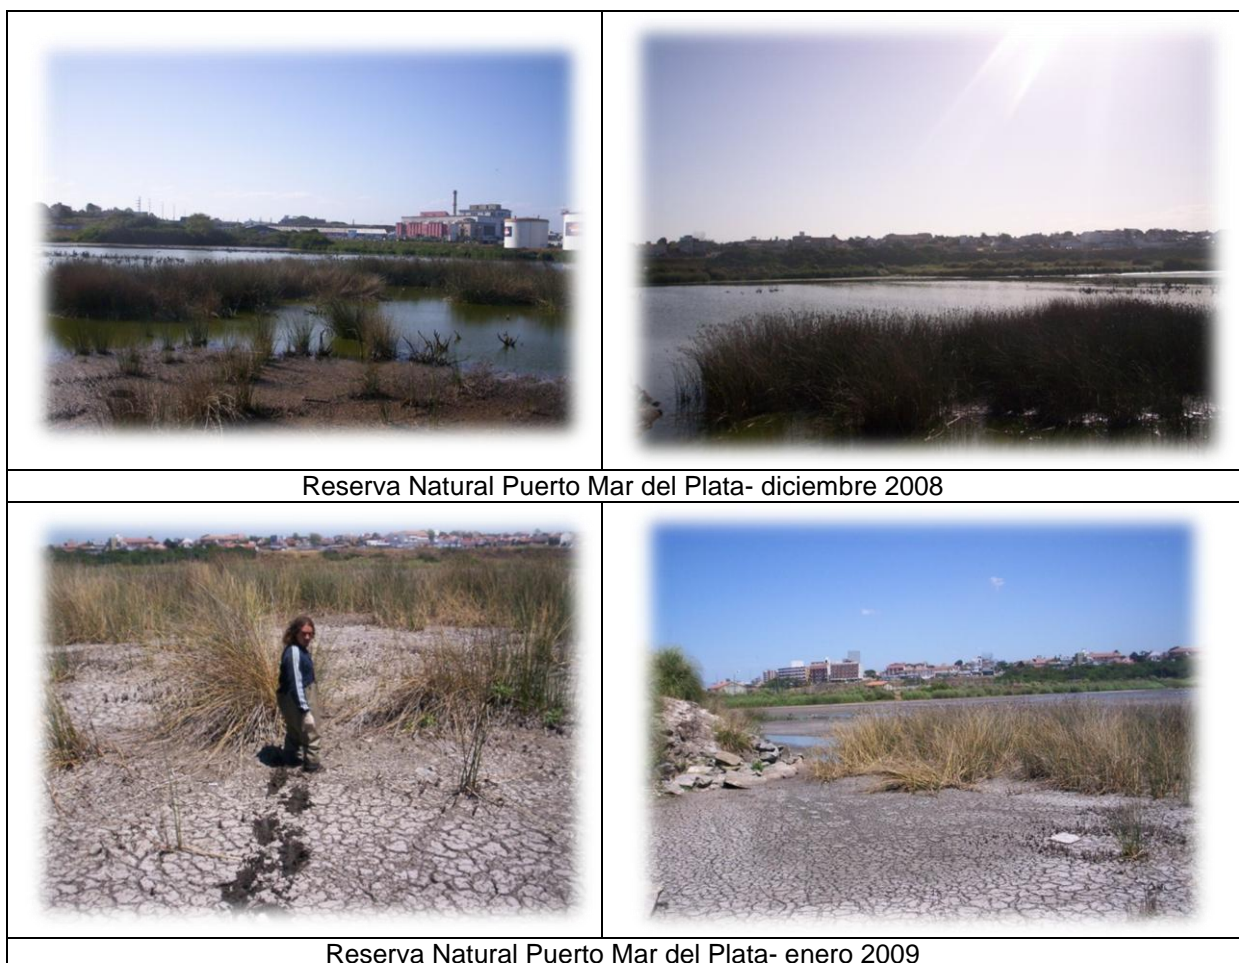 Reserva Natural Puerto Mar del Plata- diciembre 2008
Reserva Natural Puerto Mar del Plata- enero 2009